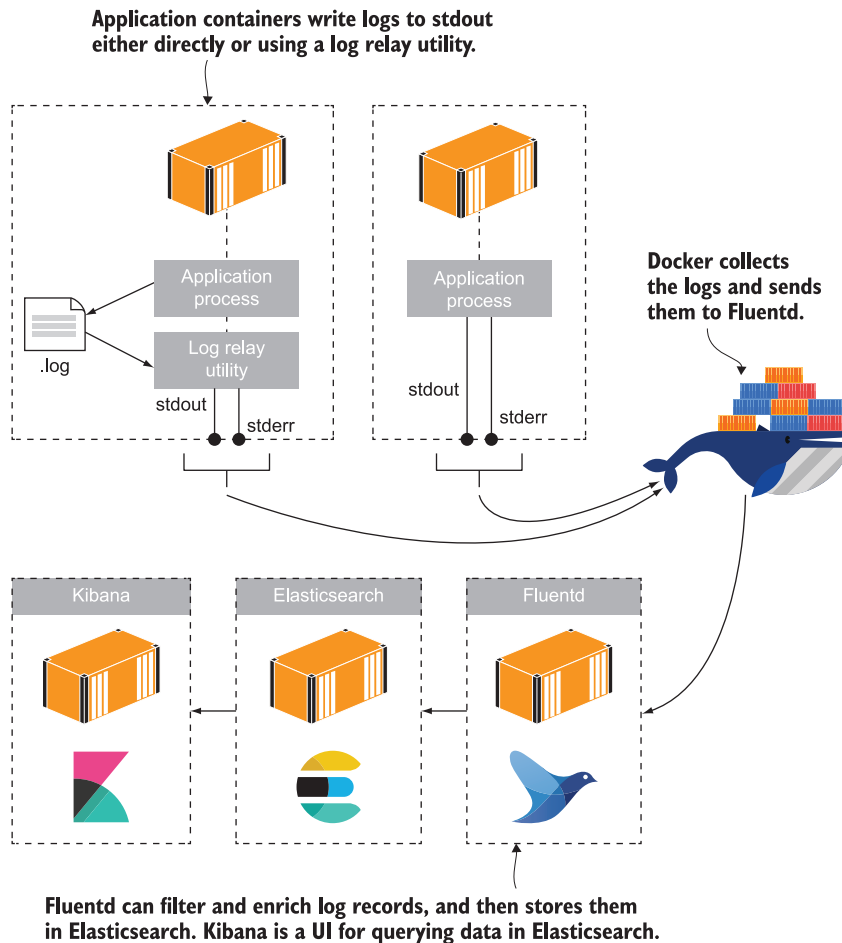 Application containers write logs to stdout
either directly or using a log relay utility.
Application
process
.log
Log relay
utility
stdout
stderr
Application
process
stdout
stderr
Docker collects
the logs and sends
them to Fluentd.
Kibana
Elasticsearch
Fluentd
Fluentd can filter and enrich log records, and then stores them
in Elasticsearch. Kibana is a UI for querying data in Elasticsearch.